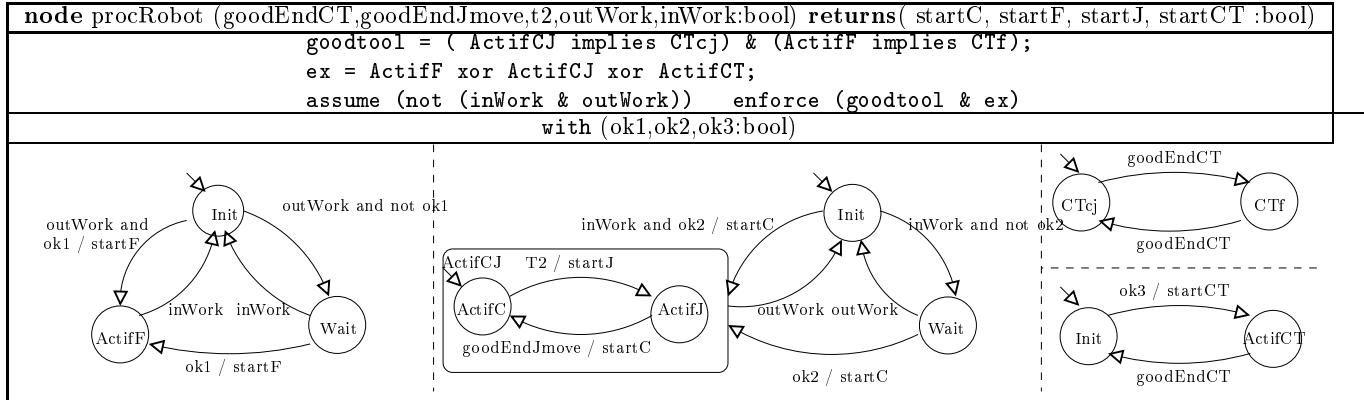 node procRobot (goodEndCT,goodEndJmove,t2,outWork,inWork:bool) returns( startC, startF, startJ, startCT :bool)
goodtool = ( ActifCJ implies CTcj) & (ActifF implies CTf);
ex = ActifF xor ActifCJ xor ActifCT;
assume (not (inWork & outWork)) enforce (goodtool & ex)
with (ok1,ok2,ok3:bool)
Init
outWork and not ok1
outWork and
ok1 / startF
inWork
inWork
ActifF
Wait
ok1 / startF
Init
inWork and ok2 / startC
inWork and not ok2
ActifCJ
T2 / startJ
ActifC
ActifJ
goodEndJmove / startC
outWork
outWork
Wait
ok2 / startC
goodEndCT
CTcj
CTf
goodEndCT
ok3 / startCT
Init
ActifCT
goodEndCT